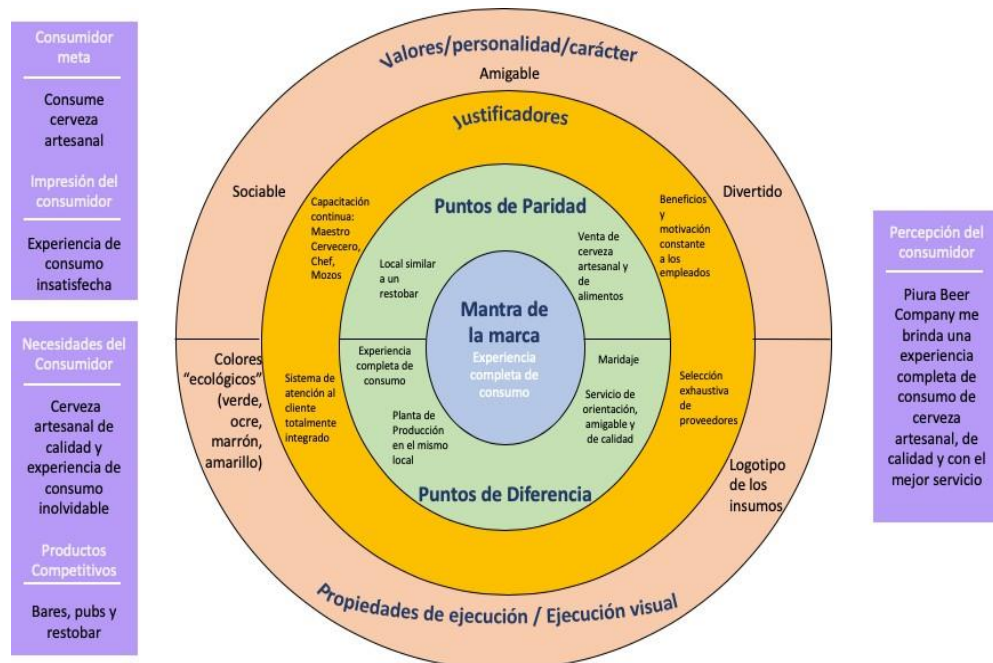 Consumidor
meta
Consume
cerveza
artesanal
Impresión del
consumidor
Experiencia de
consumo
insatisfecha
Necesidades del
Consumidor
Cerveza
artesanal de
calidad y
experiencia de
consumo
inolvidable
Productos
Competitivos
Bares, pubs y
restobar
Valores/personalidad/carácter
Amigable
Sociable
Divertido
Justificadores
Capacitación
continua:
Maestro
Cervecero,
Chef,
Mozos
Beneficios
y
motivación
constante
a los
empleados
Puntos de Paridad
Local similar
a un
restobar
Venta de
cerveza
artesanal y
de
alimentos
Mantra de
la marca
Experiencia
completa de
consumo
Experiencia
completa de
consumo
Maridaje
Planta de
Producción
en el mismo
local
Servicio de
orientación,
amigable y
de calidad
Puntos de Diferencia
Sistema de
atención al
cliente
totalmente
integrado
Selección
exhaustiva
de
proveedores
Colores
“ecológicos”
(verde,
ocre,
marrón,
amarillo)
Logotipo
de los
insumos
Propiedades de ejecución / Ejecución visual
Percepción del
consumidor
Piura Beer
Company me
brinda una
experiencia
completa de
consumo de
cerveza
artesanal, de
calidad y con el
mejor servicio